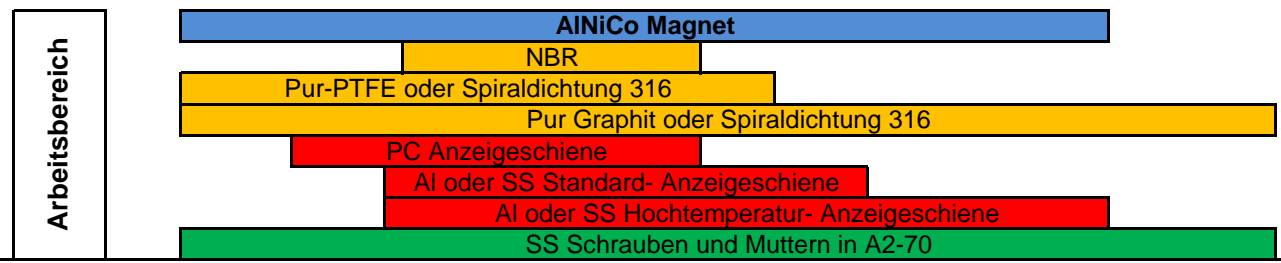 Arbeitsbereich
AlNiCo Magnet
NBR
Pur-PTFE oder Spiraldichtung 316
Pur Graphit oder Spiraldichtung 316
PC Anzeigeschiene
Al oder SS Standard- Anzeigeschiene
Al oder SS Hochtemperatur- Anzeigeschiene
SS Schrauben und Muttern in A2-70